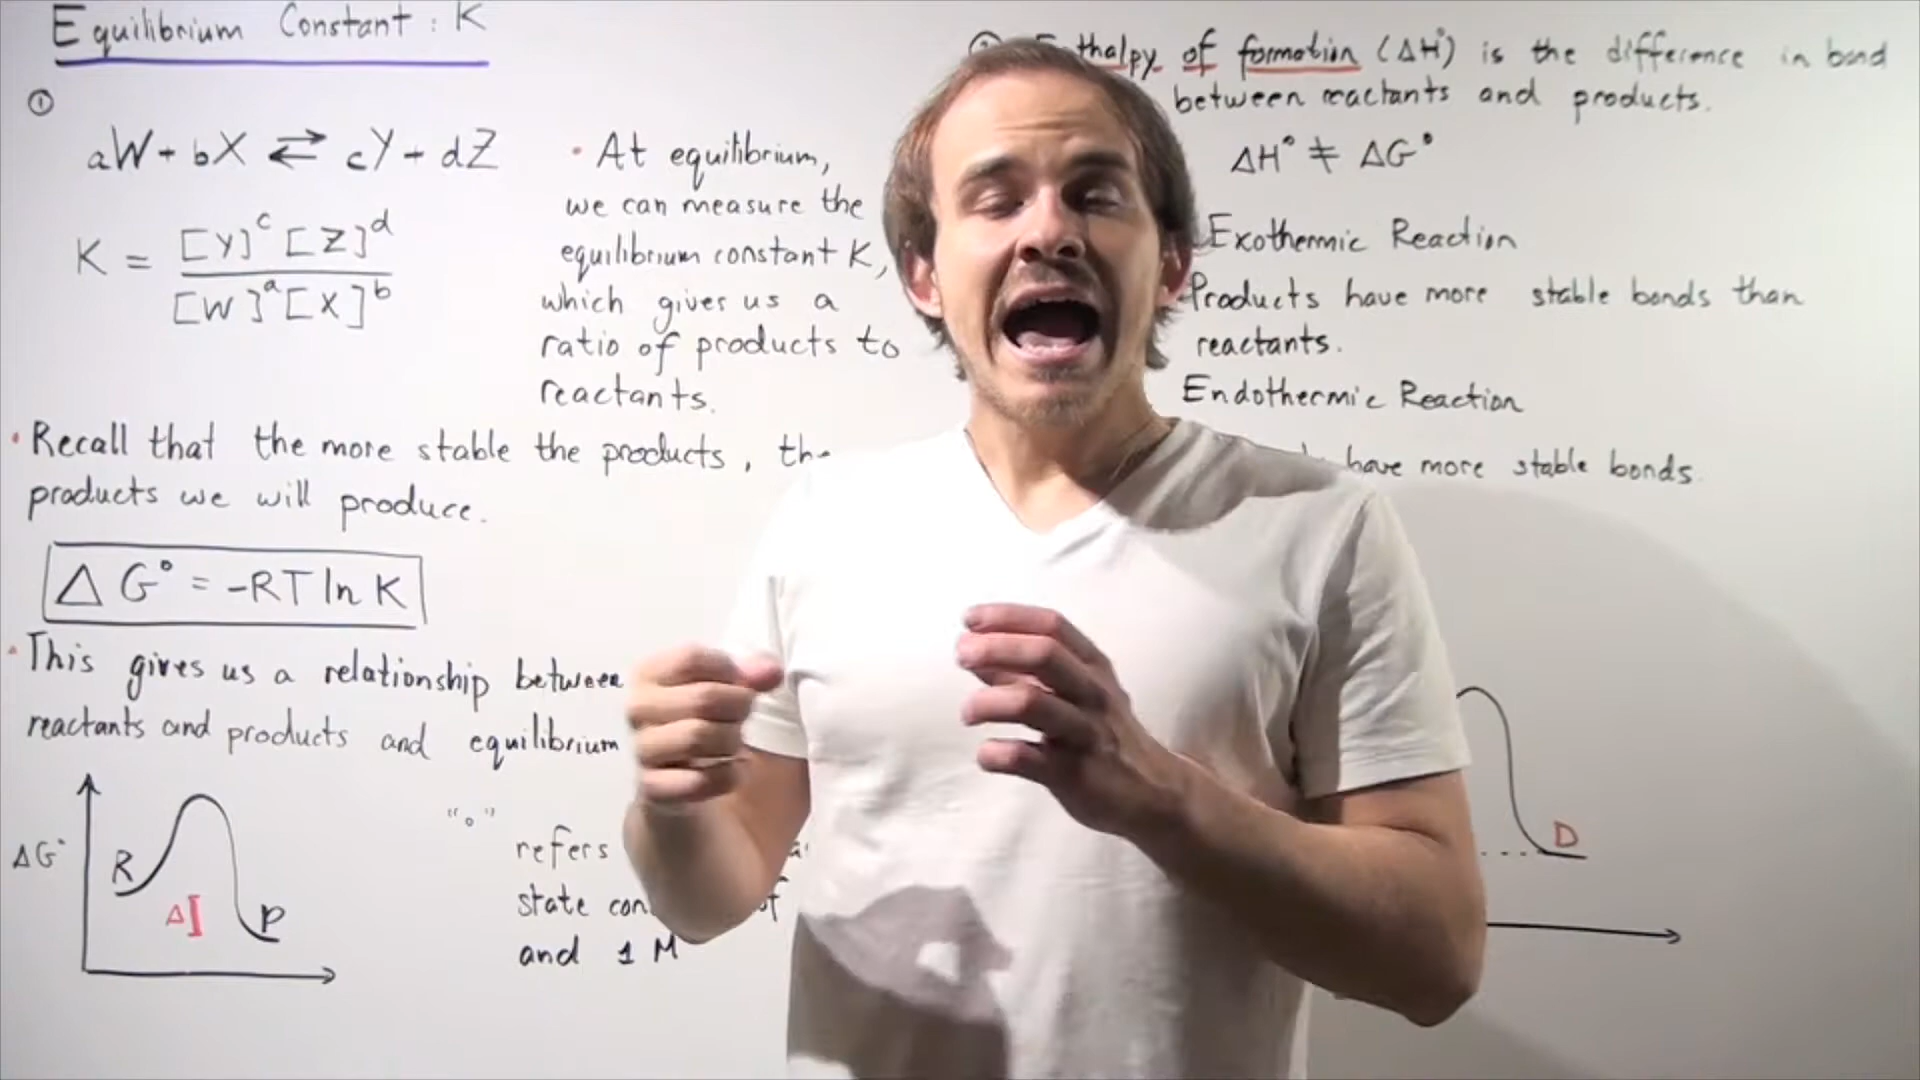 Equilibrium Constant : K
①
aW + bX ⇄ cY + dZ
K = [Y]ᶜ [Z]ᵈ
[W]ᵃ [X]ᵇ
• At equilibrium,
we can measure the
equilibrium constant K,
which gives us a
ratio of products to
reactants.
• Recall that the more stable the products, the
products we will produce.
ΔG° = -RT ln K
• This gives us a relationship between
reactants and products and equilibrium
ΔG°
R
Δ
P
"°"
refers
state con of
and 1 M
Enthalpy of formation (ΔH°) is the difference in bond
between reactants and products.
ΔH° ≠ ΔG°
Exothermic Reaction
Products have more stable bonds than
reactants.
Endothermic Reaction
have more stable bonds.
D